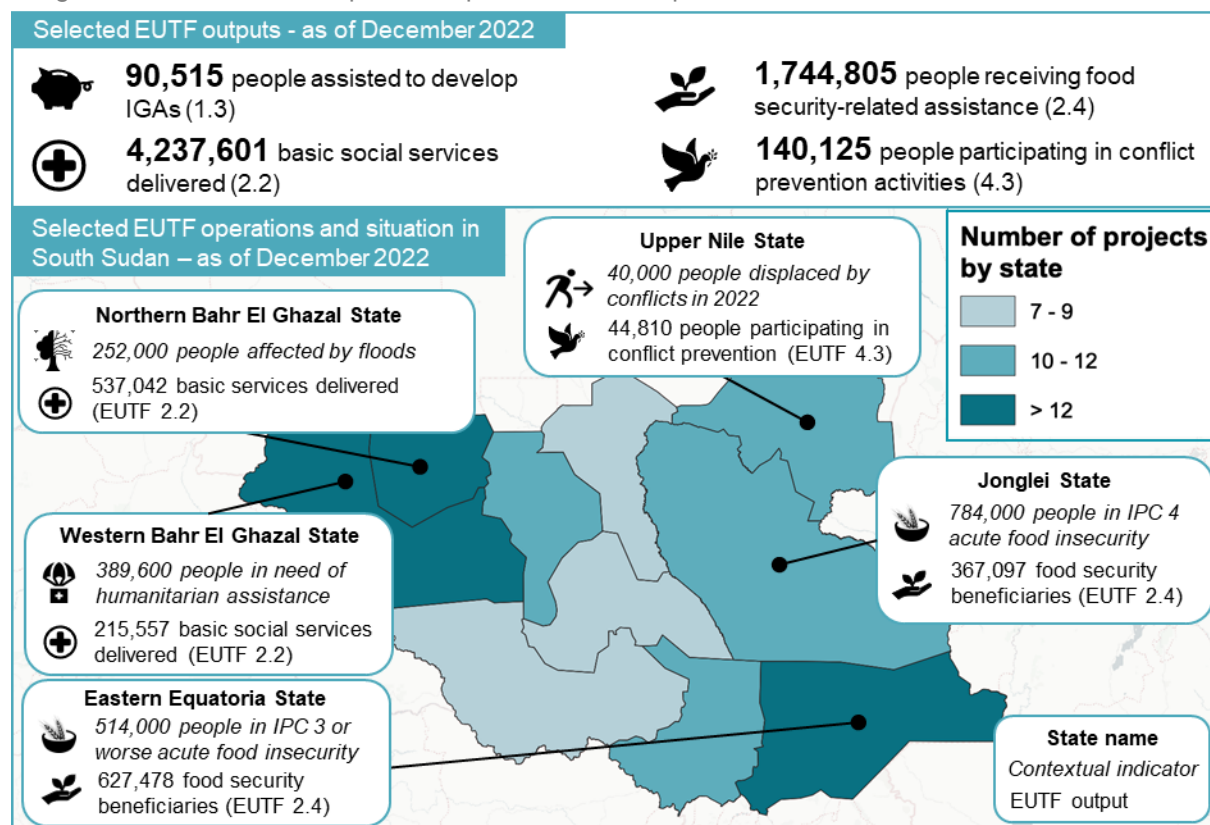 Selected EUTF outputs - as of December 2022
90,515 people assisted to develop
IGAs (1.3)
4,237,601 basic social services
delivered (2.2)
1,744,805 people receiving food
security-related assistance (2.4)
140,125 people participating in conflict
prevention activities (4.3)
Selected EUTF operations and situation in
South Sudan – as of December 2022
Upper Nile State
40,000 people displaced by
conflicts in 2022
44,810 people participating in
conflict prevention (EUTF 4.3)
Number of projects
by state
7 - 9
10 - 12
> 12
Northern Bahr El Ghazal State
252,000 people affected by floods
537,042 basic services delivered
(EUTF 2.2)
Jonglei State
784,000 people in IPC 4
acute food insecurity
367,097 food security
beneficiaries (EUTF 2.4)
Western Bahr El Ghazal State
389,600 people in need of
humanitarian assistance
215,557 basic social services
delivered (EUTF 2.2)
Eastern Equatoria State
514,000 people in IPC 3 or
worse acute food insecurity
627,478 food security
beneficiaries (EUTF 2.4)
State name
Contextual indicator
EUTF output